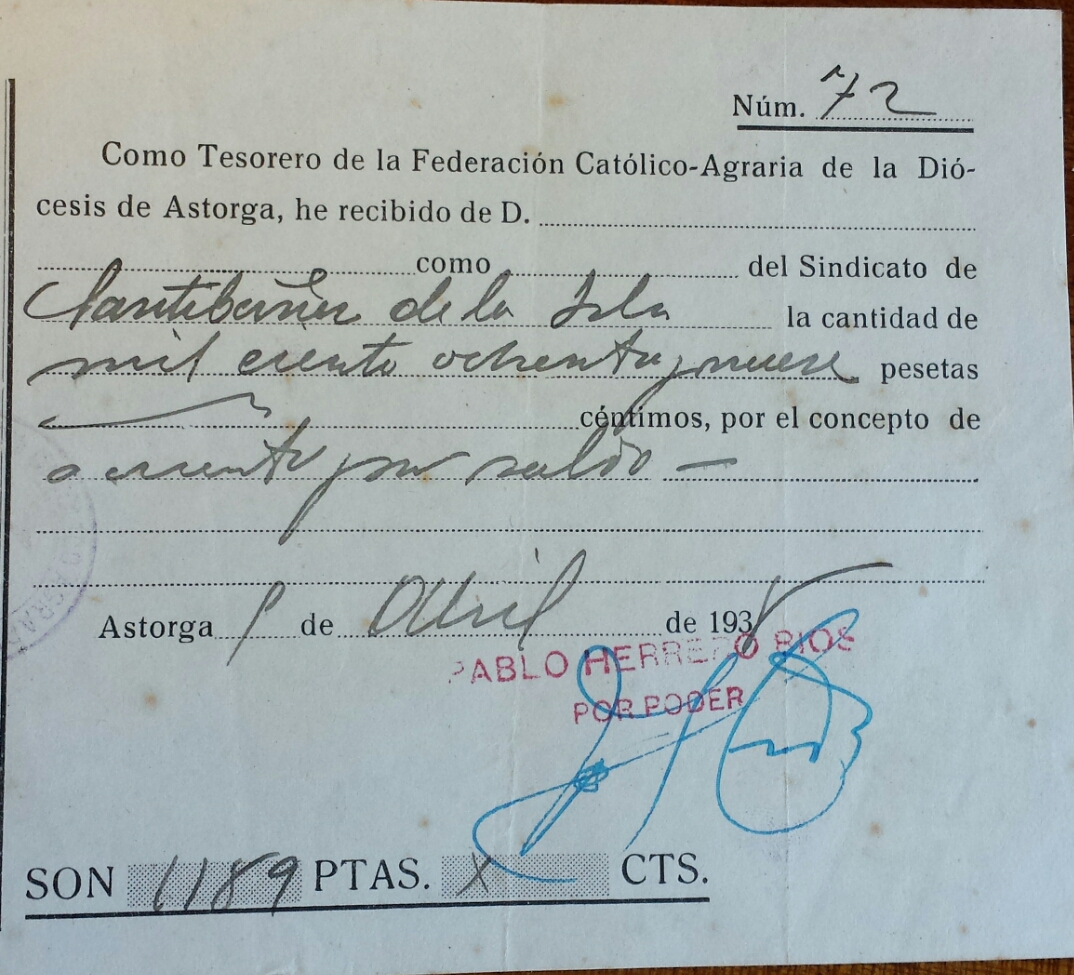 Núm. 72
Como Tesorero de la Federación Católico-Agraria de la Dió-
cesis de Astorga, he recibido de D.
como del Sindicato de
Santibañez de la Isla la cantidad de
mil ciento ochenta y nueve pesetas
céntimos, por el concepto de
a cuenta por saldo —
Astorga de Abril de 193
PABLO HERRERO RIOS
POR PODER
SON 1189 PTAS. X CTS.